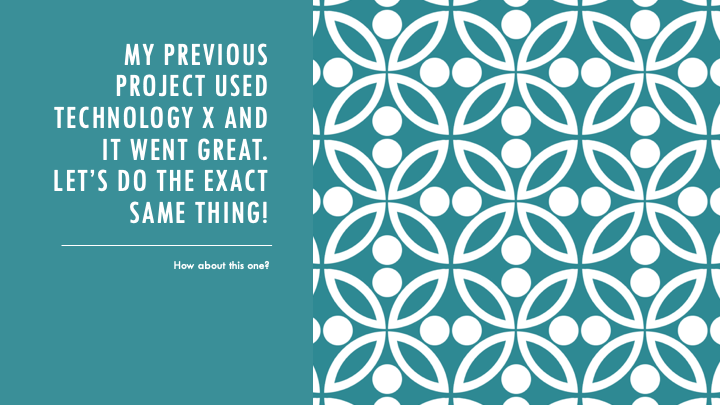 MY PREVIOUS
PROJECT USED
TECHNOLOGY X AND
IT WENT GREAT.
LET’S DO THE EXACT
SAME THING!
How about this one?